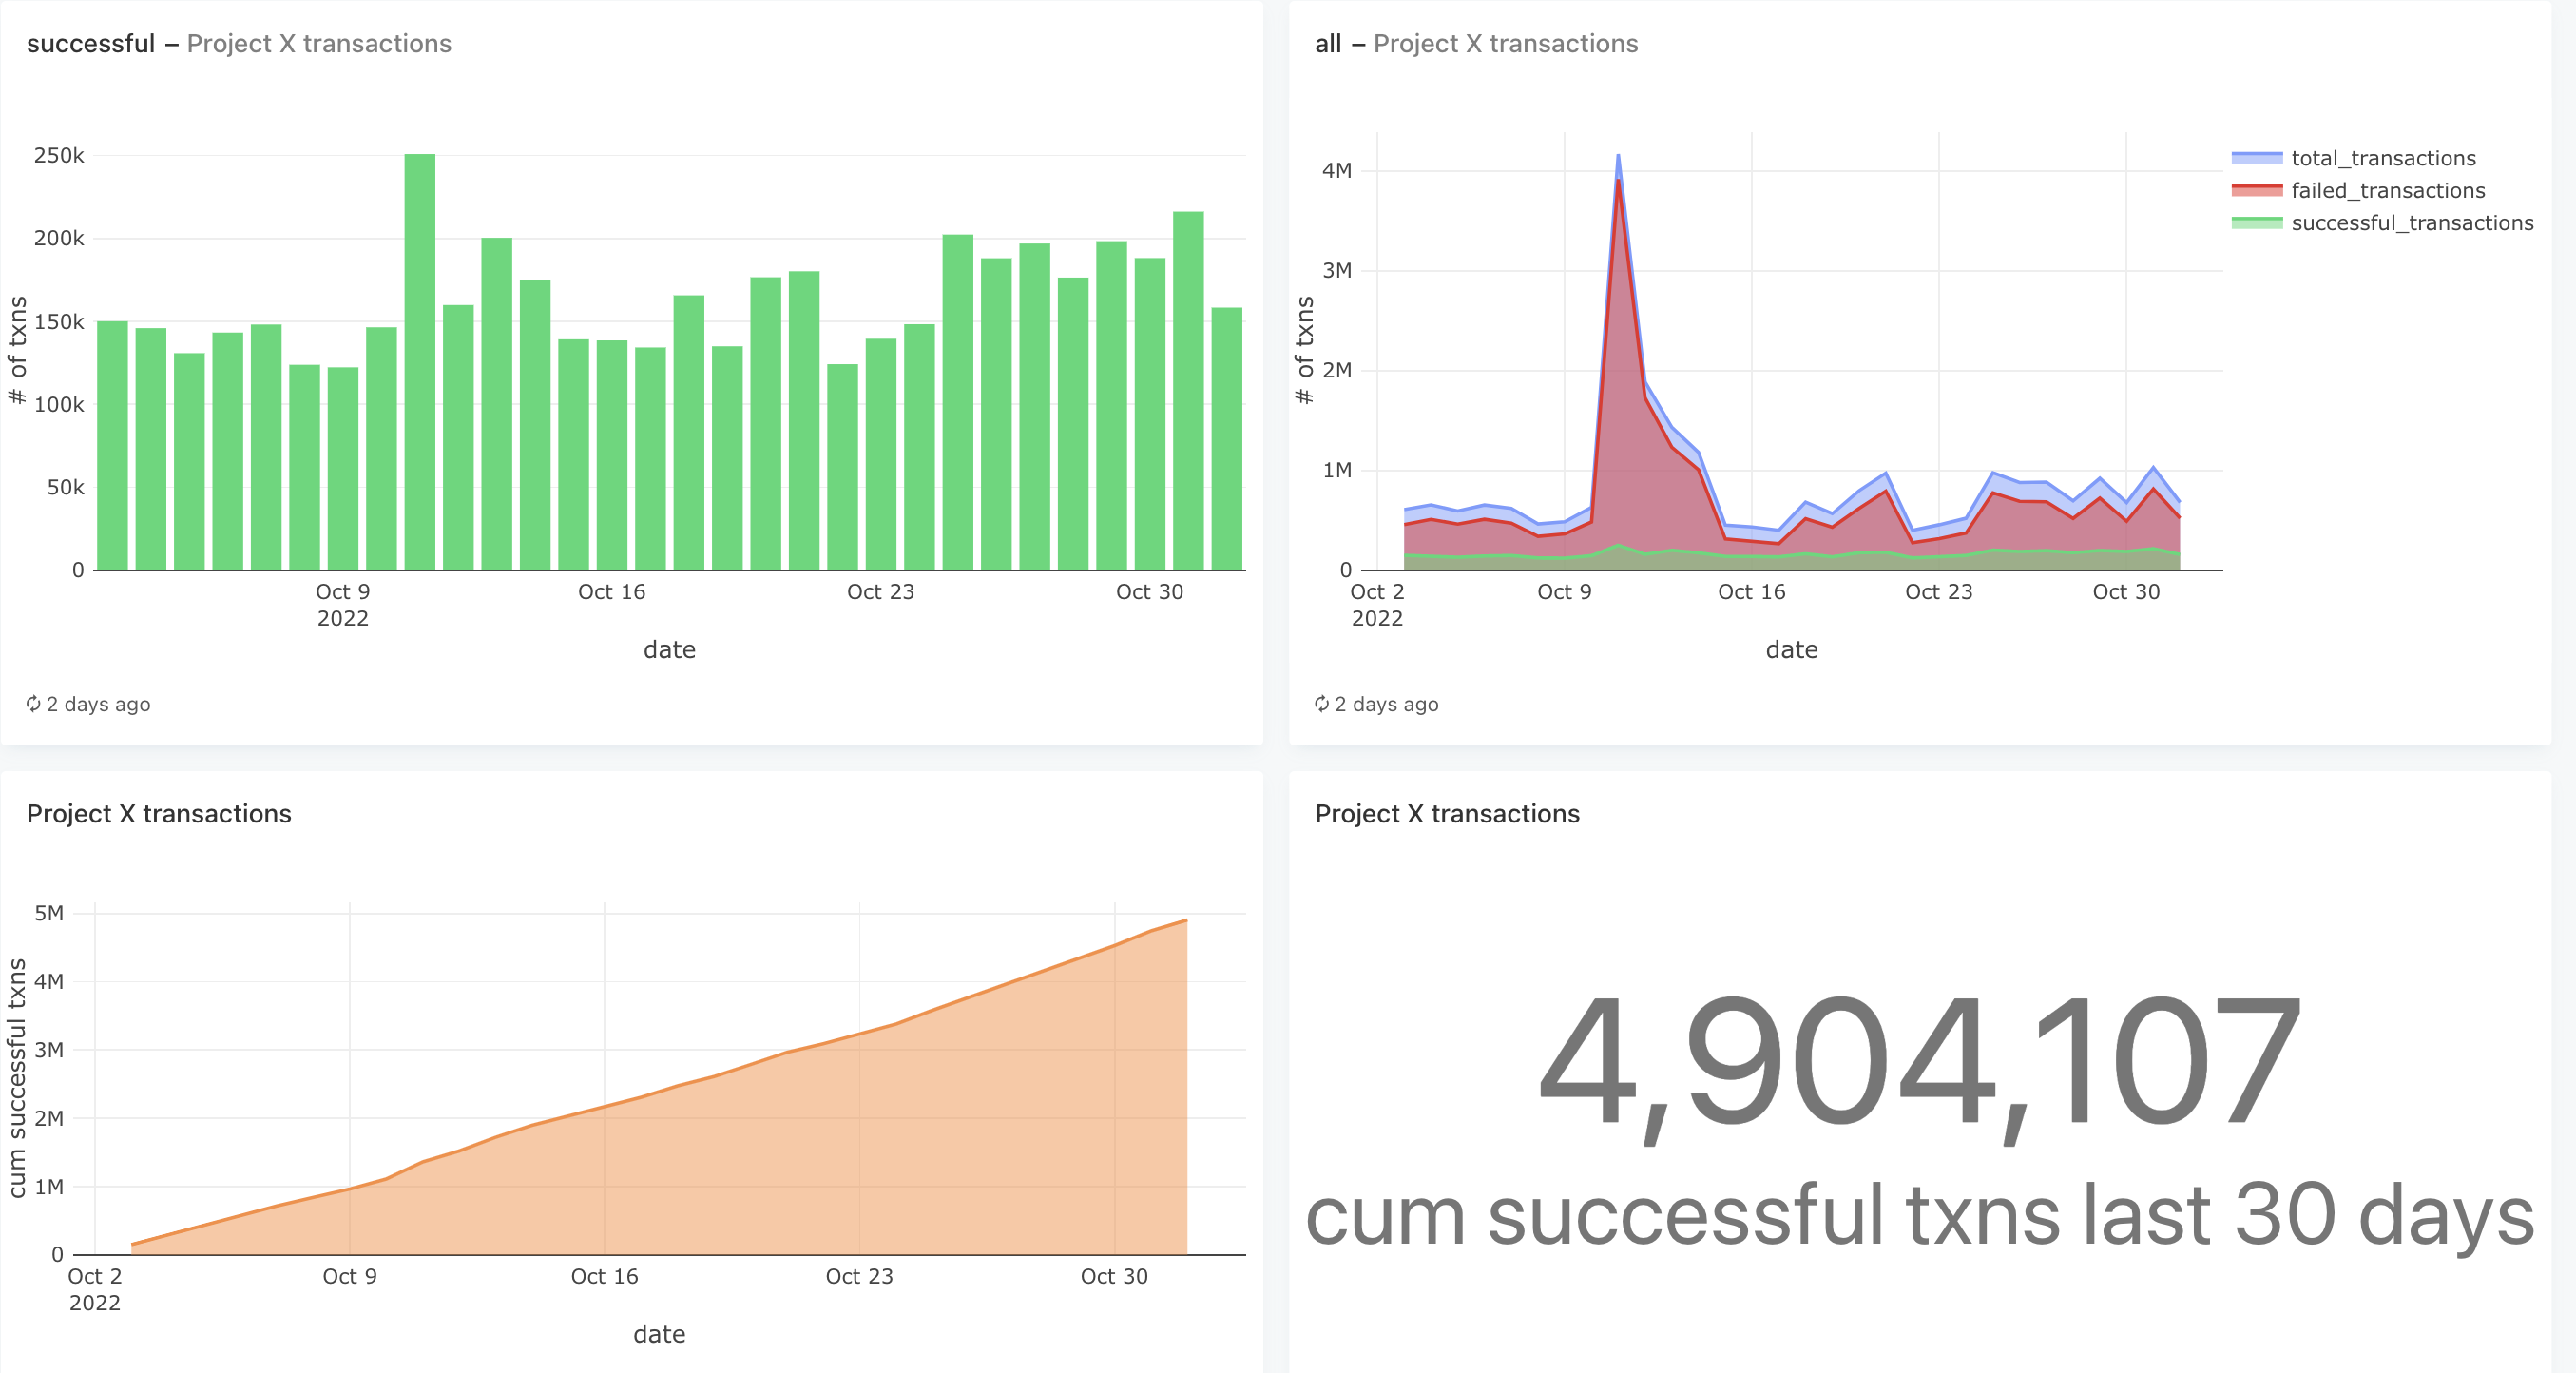 successful – Project X transactions
# of txns
250k
200k
150k
100k
50k
0
Oct 9
2022
Oct 16
Oct 23
Oct 30
date
2 days ago
all – Project X transactions
# of txns
4M
3M
2M
1M
0
Oct 2
2022
Oct 9
Oct 16
Oct 23
Oct 30
date
total_transactions
failed_transactions
successful_transactions
2 days ago
Project X transactions
cum successful txns
5M
4M
3M
2M
1M
0
Oct 2
2022
Oct 9
Oct 16
Oct 23
Oct 30
date
Project X transactions
4,904,107
cum successful txns last 30 days